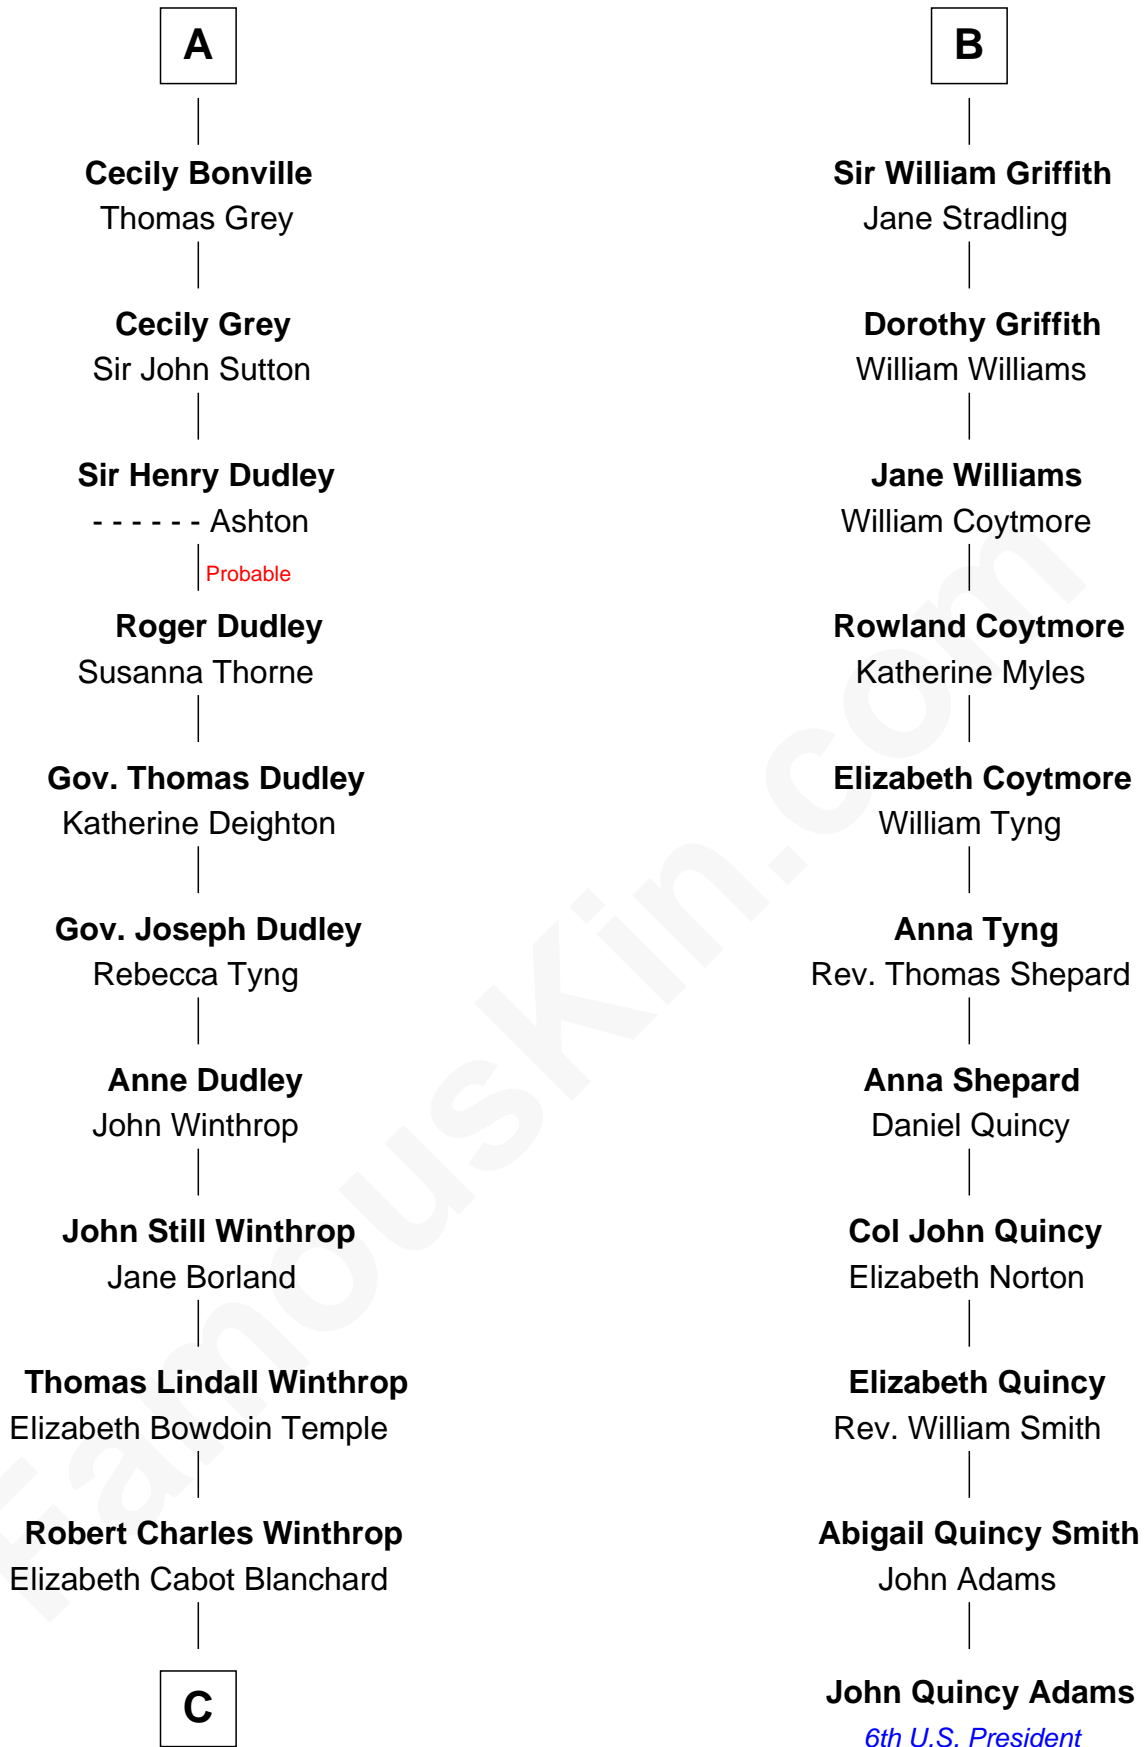 A
Cecily Bonville
Thomas Grey
Cecily Grey
Sir John Sutton
Sir Henry Dudley
- - - - - - Ashton
Probable
Roger Dudley
Susanna Thorne
Gov. Thomas Dudley
Katherine Deighton
Gov. Joseph Dudley
Rebecca Tyng
Anne Dudley
John Winthrop
John Still Winthrop
Jane Borland
Thomas Lindall Winthrop
Elizabeth Bowdoin Temple
Robert Charles Winthrop
Elizabeth Cabot Blanchard
C
B
Sir William Griffith
Jane Stradling
Dorothy Griffith
William Williams
Jane Williams
William Coytmore
Rowland Coytmore
Katherine Myles
Elizabeth Coytmore
William Tyng
Anna Tyng
Rev. Thomas Shepard
Anna Shepard
Daniel Quincy
Col John Quincy
Elizabeth Norton
Elizabeth Quincy
Rev. William Smith
Abigail Quincy Smith
John Adams
John Quincy Adams
6th U.S. President
FamousKin.com